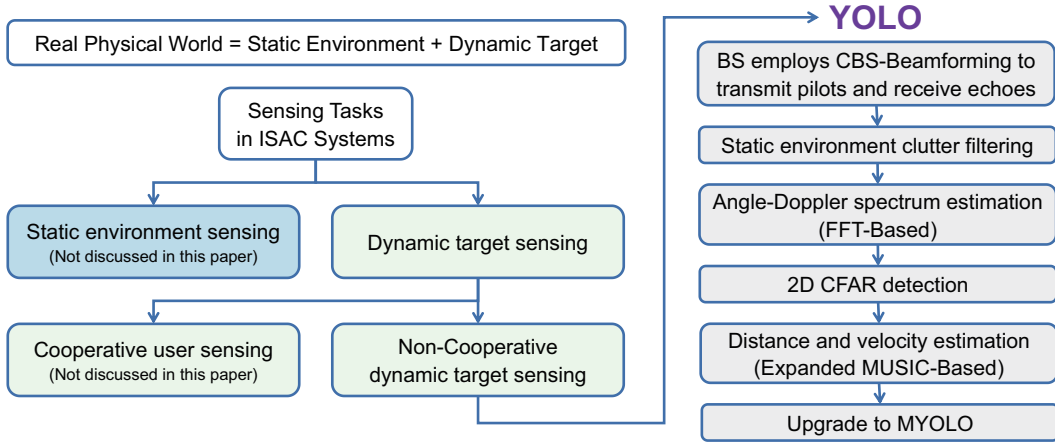 Real Physical World = Static Environment + Dynamic Target
Sensing Tasks
in ISAC Systems
Static environment sensing
(Not discussed in this paper)
Dynamic target sensing
Cooperative user sensing
(Not discussed in this paper)
Non-Cooperative
dynamic target sensing
YOLO
BS employs CBS-Beamforming to
transmit pilots and receive echoes
Static environment clutter filtering
Angle-Doppler spectrum estimation
(FFT-Based)
2D CFAR detection
Distance and velocity estimation
(Expanded MUSIC-Based)
Upgrade to MYOLO